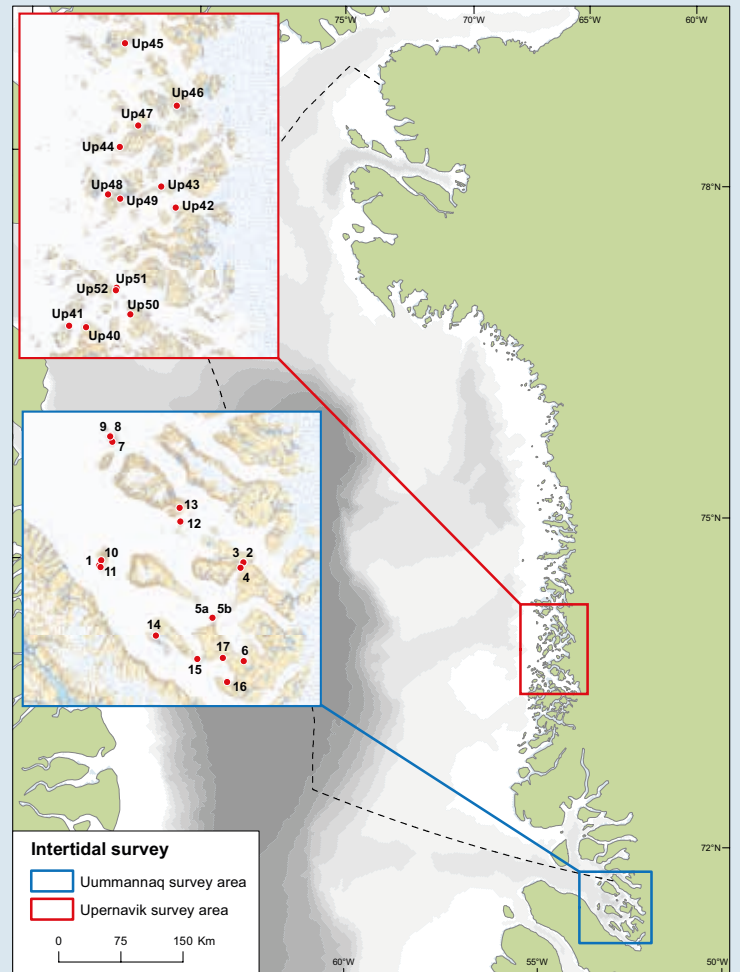 75°W 70°W 65°W 60°W
Up45
Up46
Up47
Up44
Up48 Up43
Up49 Up42
78°N
Up51
Up52
Up50
Up41
Up40
9 8
7
13
12
75°N
10
1
11
3 2
4
5a 5b
14
17 6
15
16
72°N
Intertidal survey
Uummannaq survey area
Upernavik survey area
0 75 150 Km
60°W 55°W 50°W